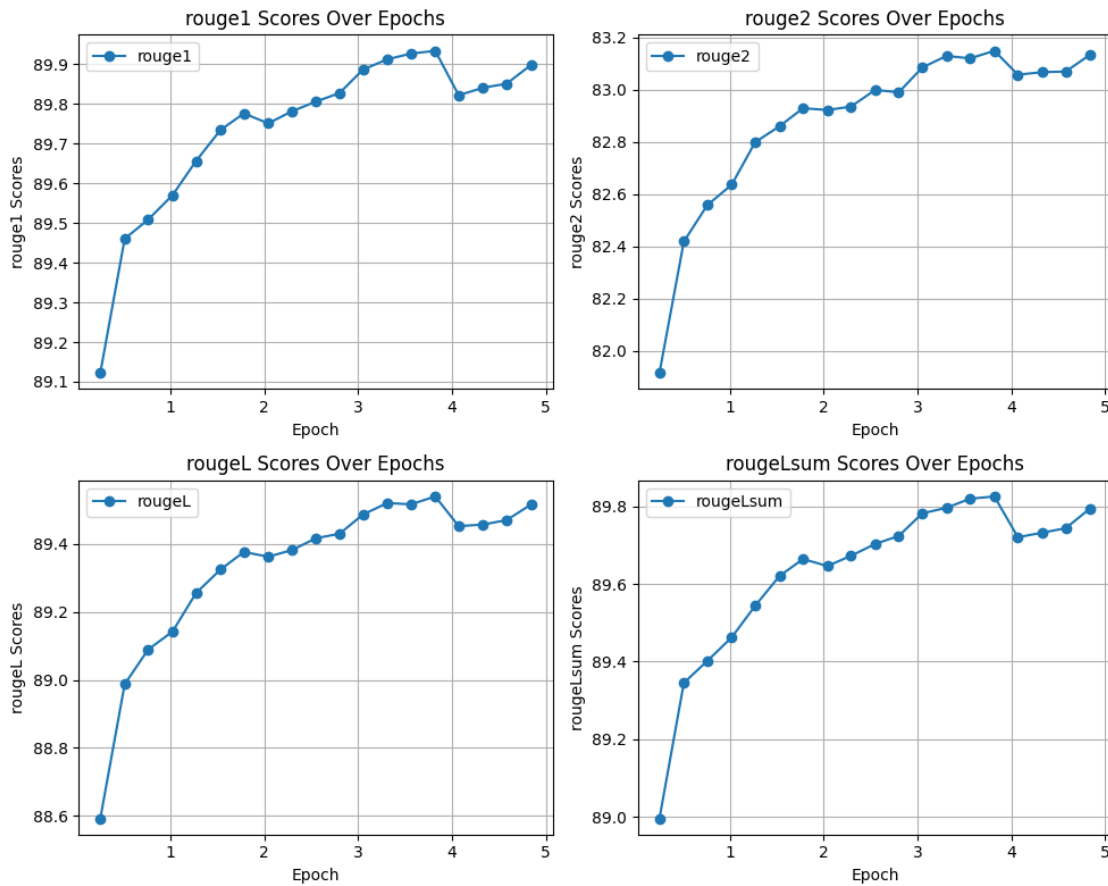 rouge1 Scores Over Epochs
rouge1
rouge1 Scores
89.9
89.8
89.7
89.6
89.5
89.4
89.3
89.2
89.1
1 2 3 4 5
Epoch
rouge2 Scores Over Epochs
rouge2
rouge2 Scores
83.2
83.0
82.8
82.6
82.4
82.2
82.0
1 2 3 4 5
Epoch
rougeL Scores Over Epochs
rougeL
rougeL Scores
89.4
89.2
89.0
88.8
88.6
1 2 3 4 5
Epoch
rougeLsum Scores Over Epochs
rougeLsum
rougeLsum Scores
89.8
89.6
89.4
89.2
89.0
1 2 3 4 5
Epoch